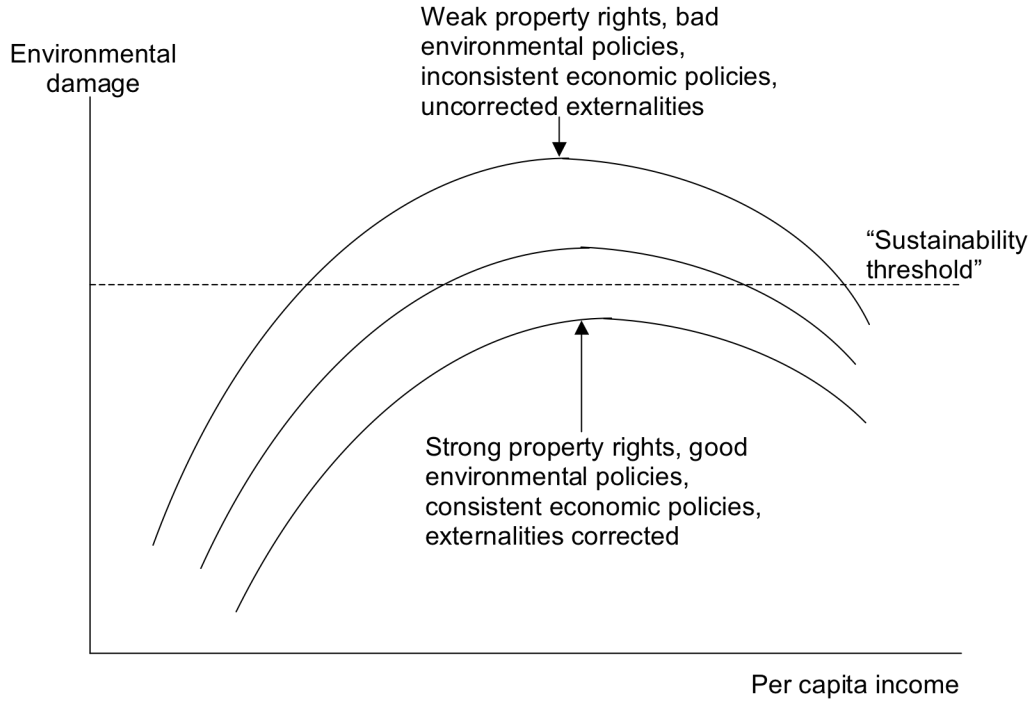 Weak property rights, bad
environmental policies,
inconsistent economic policies,
uncorrected externalities
Environmental
damage
“Sustainability
threshold”
Strong property rights, good
environmental policies,
consistent economic policies,
externalities corrected
Per capita income